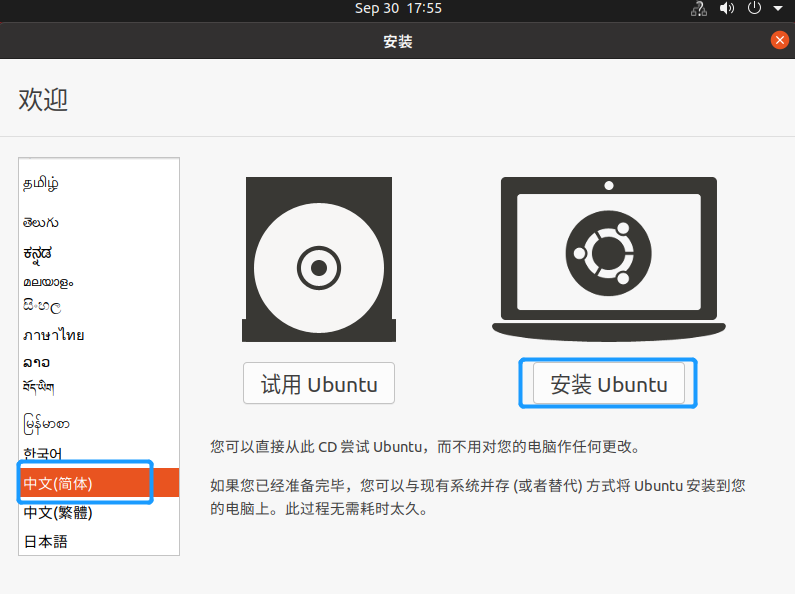 Sep 30 17:55
安装
欢迎
தமிழ்
తెలుగు
ಕನ್ನಡ
മലയാളം
සිංහල
ภาษาไทย
ລາວ
རྫོང་ཁ
မြန်မာစာ
한국어
中文(简体)
中文(繁體)
日本語
试用 Ubuntu
安装 Ubuntu
您可以直接从此 CD 尝试 Ubuntu，而不用对您的电脑作任何更改。
如果您已经准备完毕，您可以与现有系统并存 (或者替代) 方式将 Ubuntu 安装到您
的电脑上。此过程无需耗时太久。